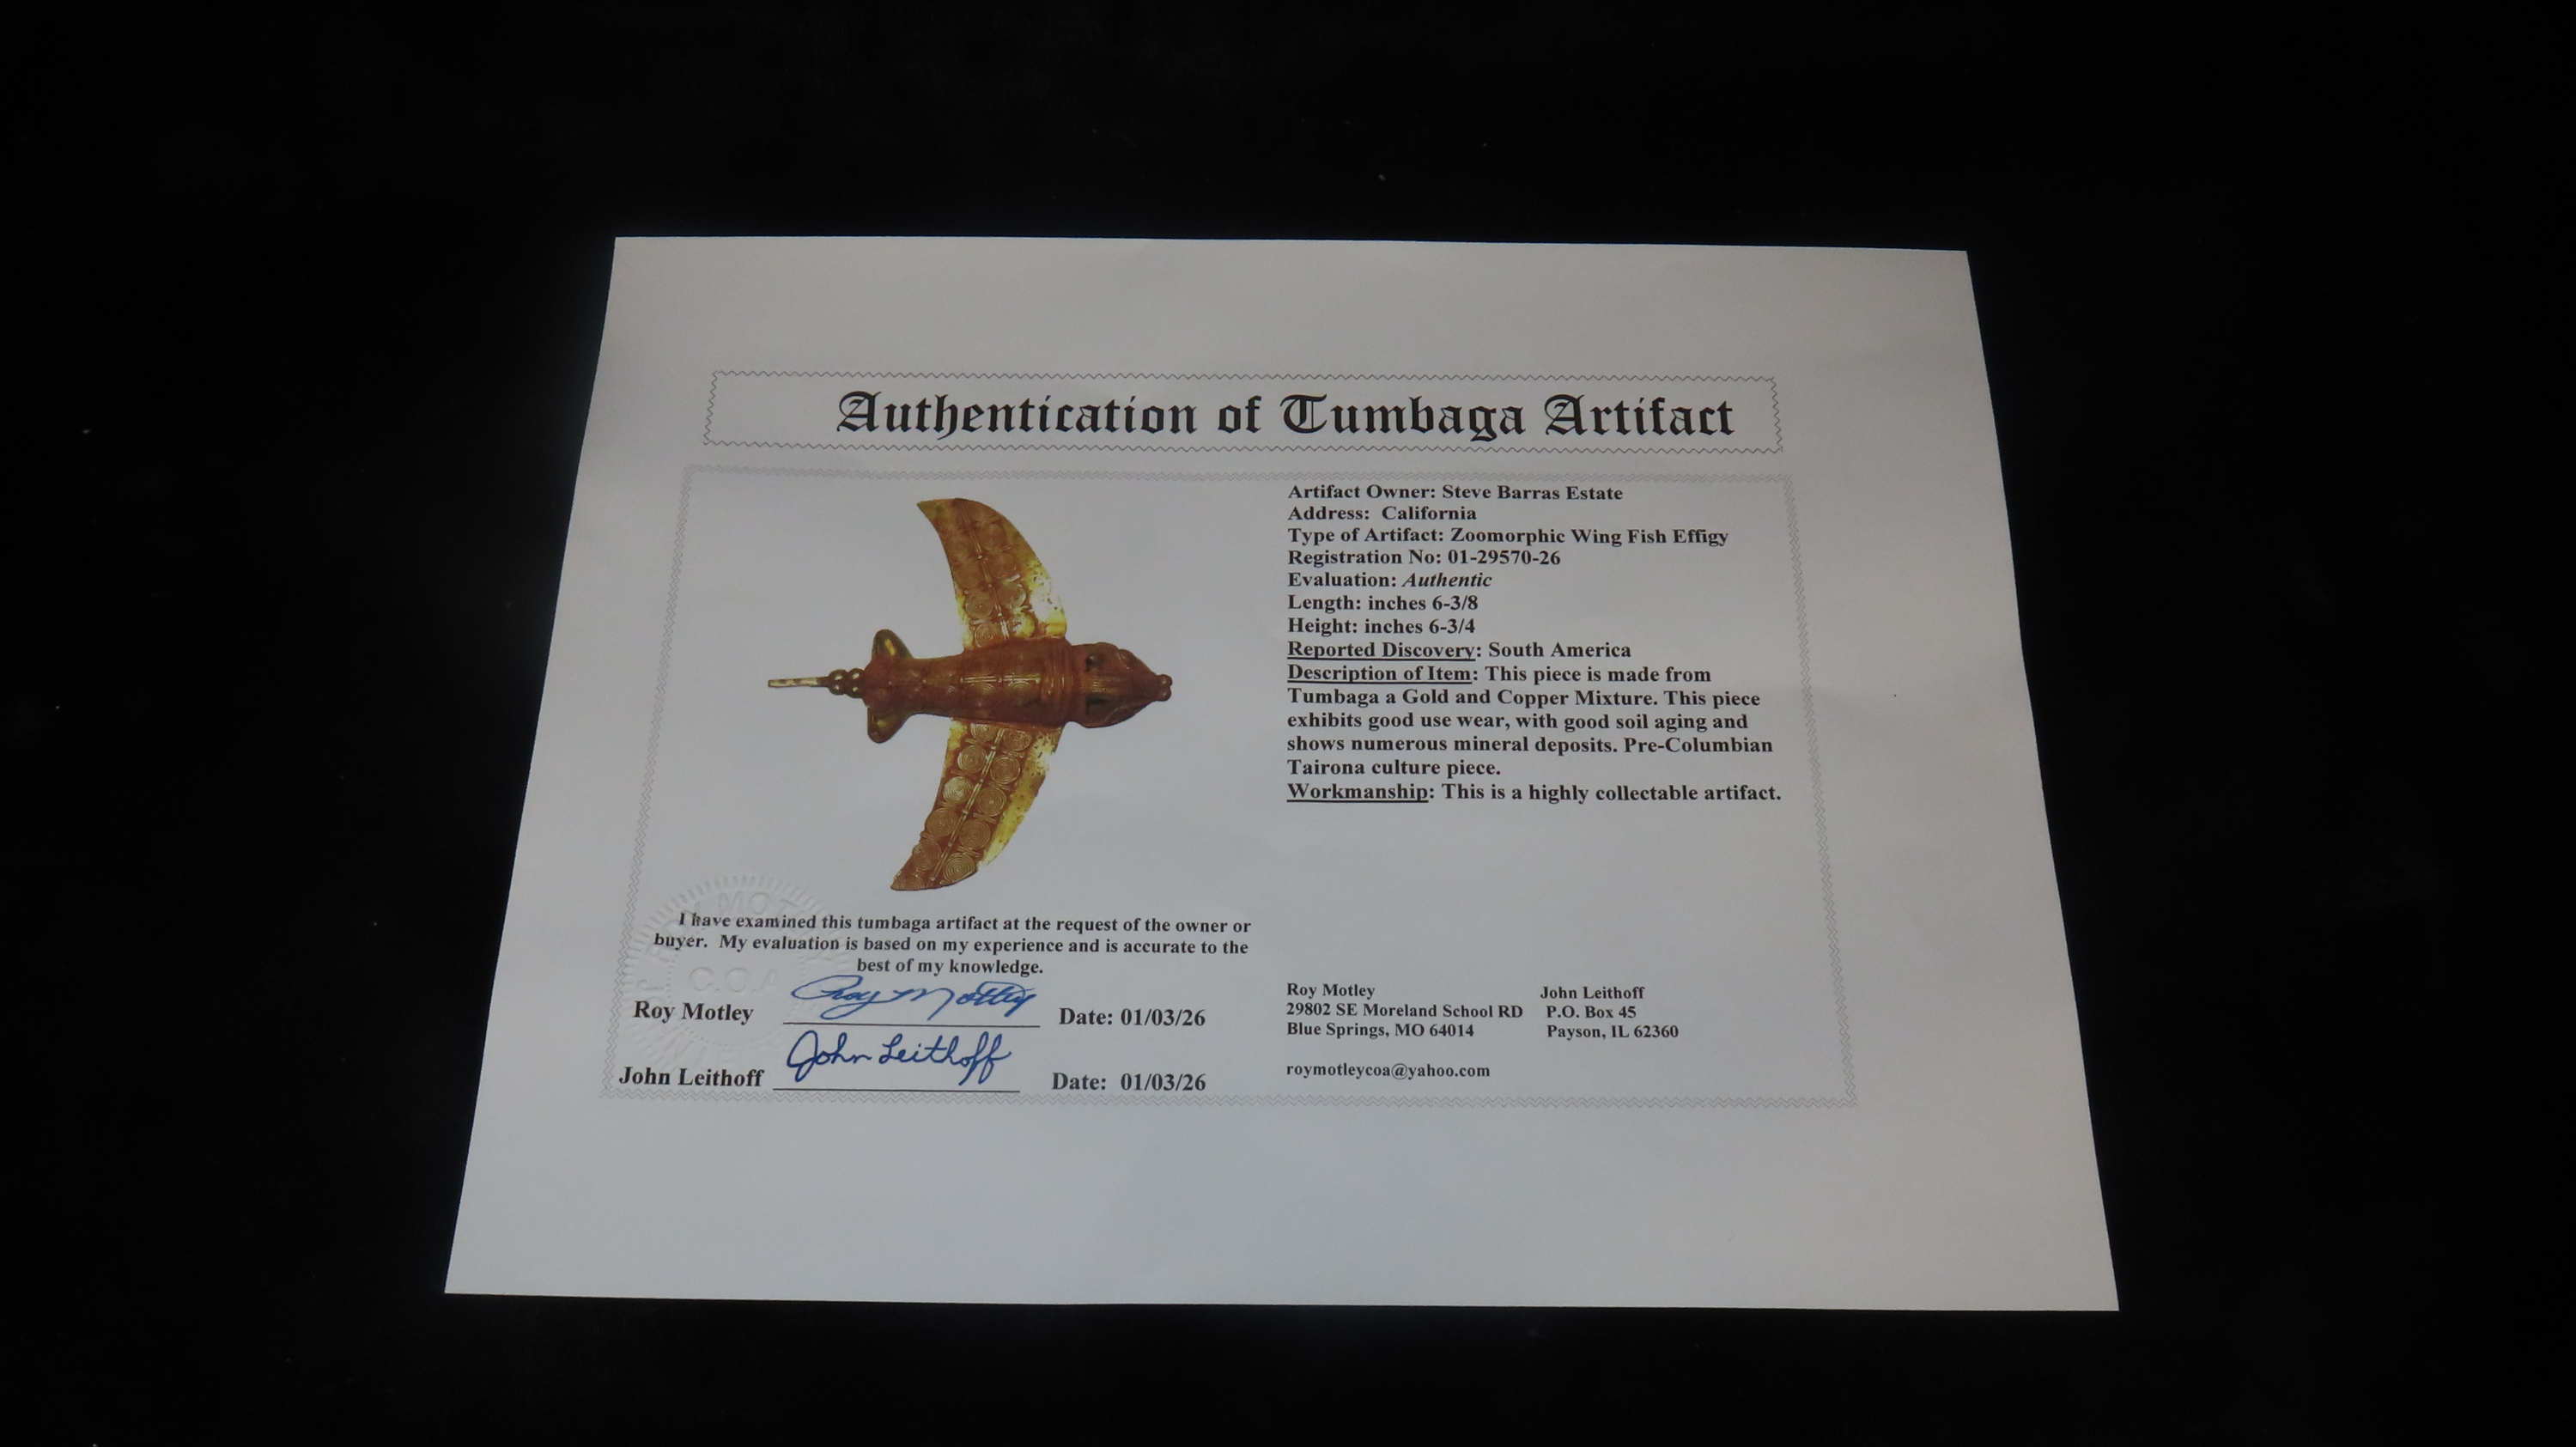 Authentication of Tumbaga Artifact
Artifact Owner: Steve Barras Estate
Address: California
Type of Artifact: Zoomorphic Wing Fish Effigy
Registration No: 01-29570-26
Evaluation: Authentic
Length: inches 6-3/8
Height: inches 6-3/4
Reported Discovery: South America
Description of Item: This piece is made from
Tumbaga a Gold and Copper Mixture. This piece
exhibits good use wear, with good soil aging and
shows numerous mineral deposits. Pre-Columbian
Tairona culture piece.
Workmanship: This is a highly collectable artifact.
I have examined this tumbaga artifact at the request of the owner or
buyer. My evaluation is based on my experience and is accurate to the
best of my knowledge.
Roy Motley Roy Motley Date: 01/03/26
John Leithoff John Leithoff Date: 01/03/26
C.O.A.
Roy Motley
29802 SE Moreland School RD
Blue Springs, MO 64014
roymotleycoa@yahoo.com
John Leithoff
P.O. Box 45
Payson, IL 62360